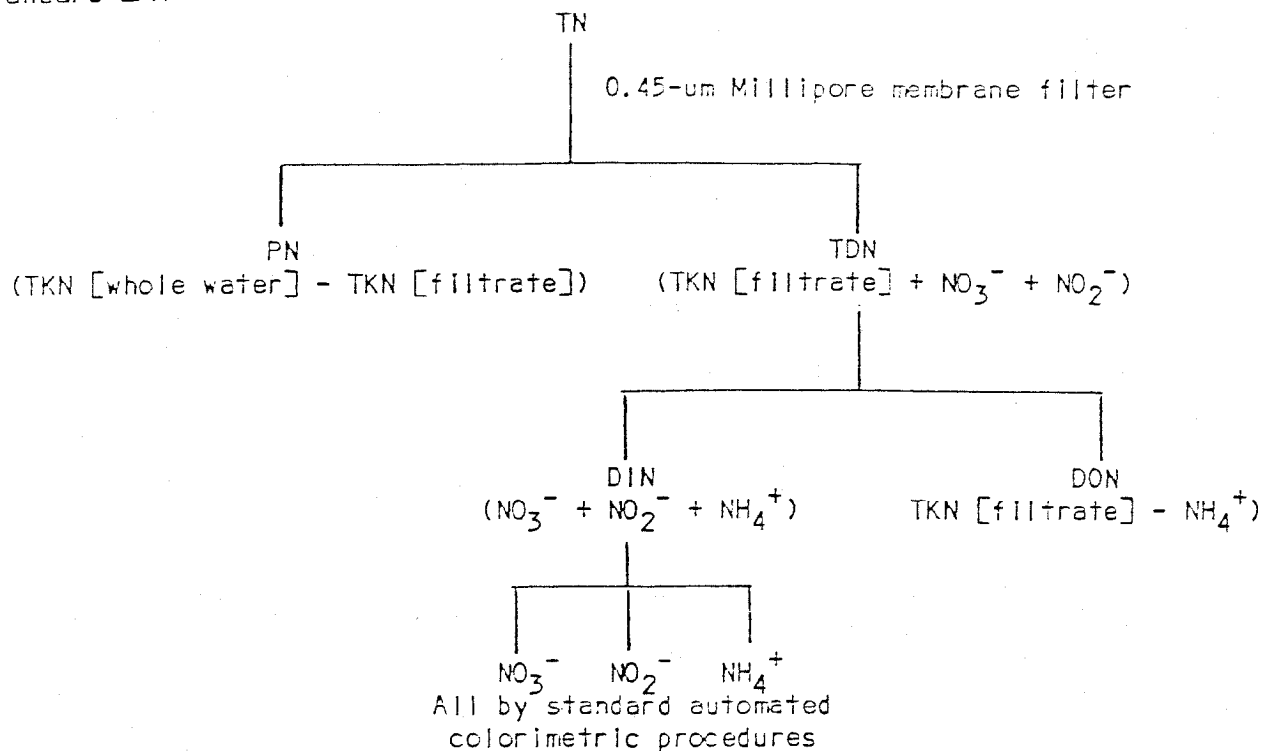 TN
0.45-um Millipore membrane filter
PN TDN
(TKN [whole water] - TKN [filtrate]) (TKN [filtrate] + NO₃⁻ + NO₂⁻)
DIN DON
(NO₃⁻ + NO₂⁻ + NH₄⁺) TKN [filtrate] - NH₄⁺)
NO₃⁻ NO₂⁻ NH₄⁺
All by standard automated
colorimetric procedures